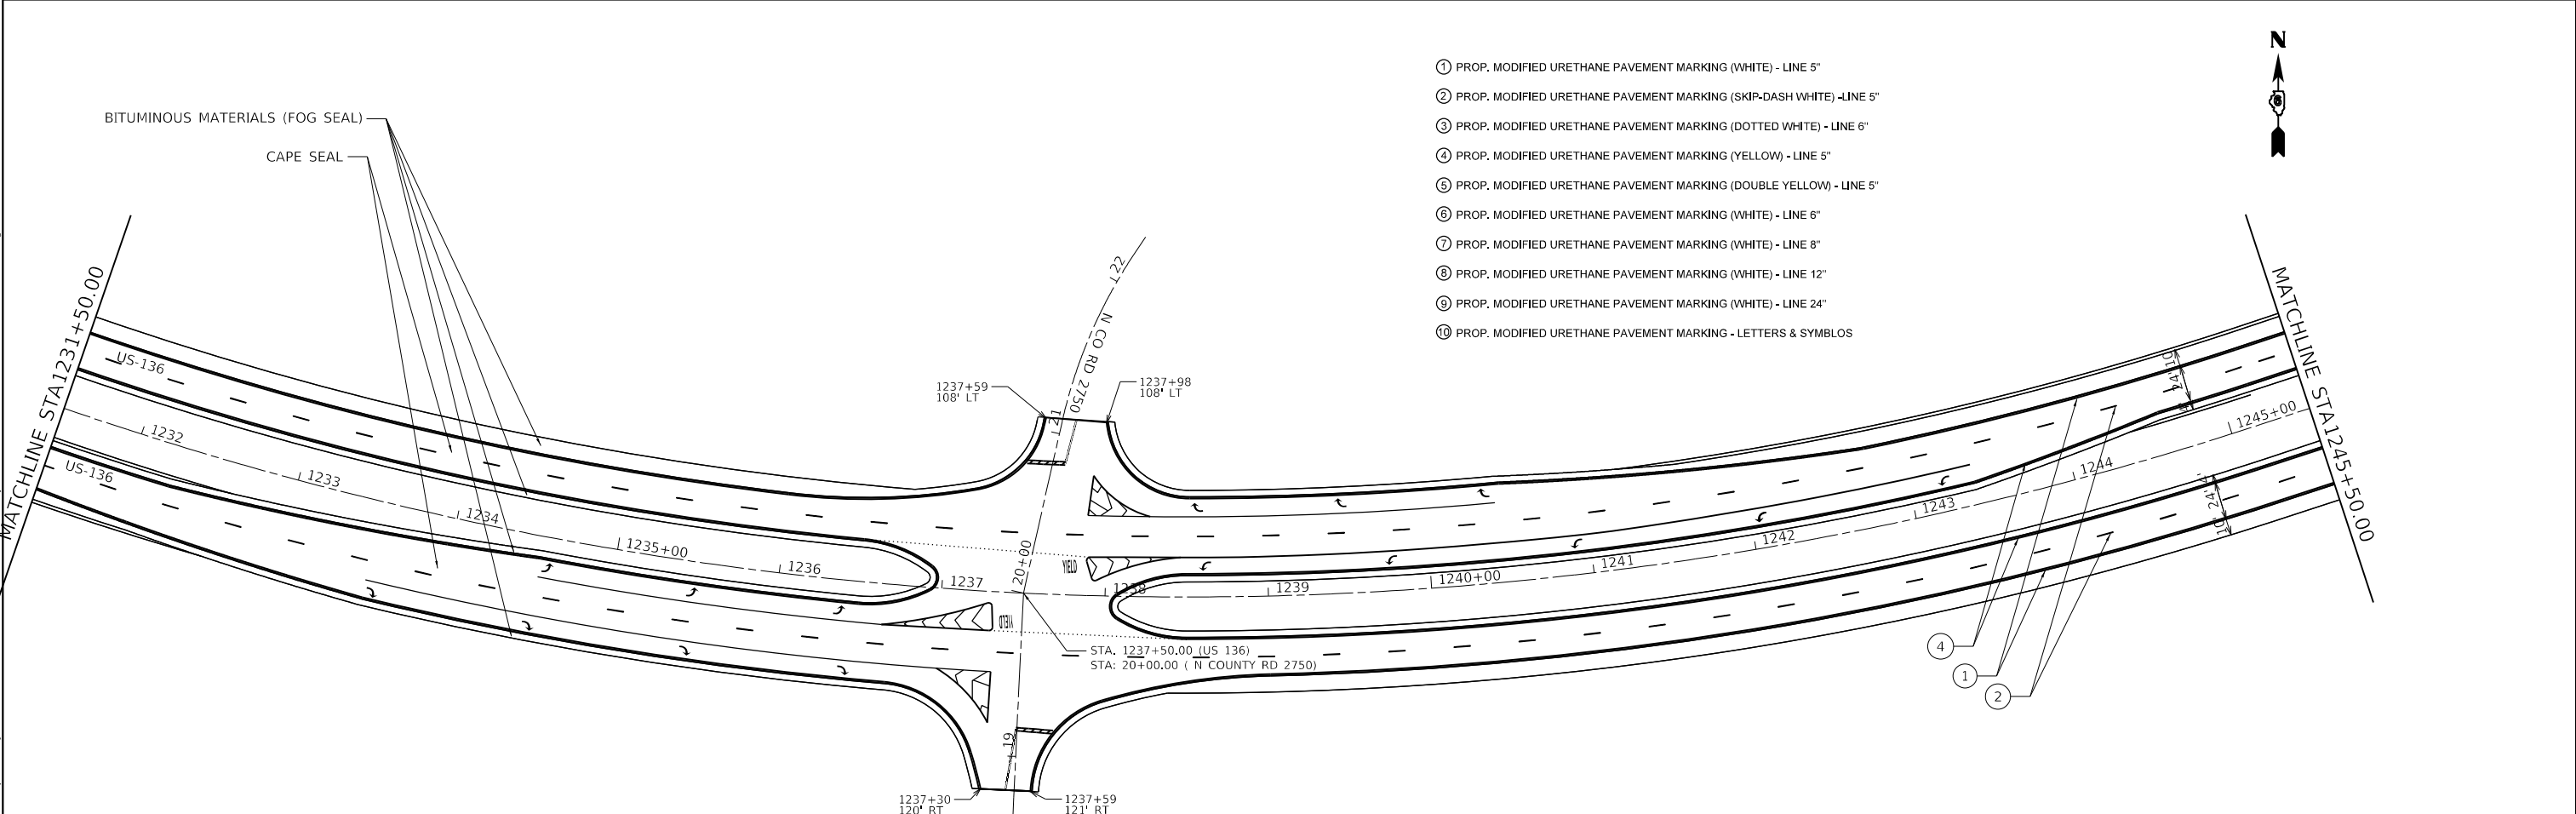 N
6
① PROP. MODIFIED URETHANE PAVEMENT MARKING (WHITE) - LINE 5"
② PROP. MODIFIED URETHANE PAVEMENT MARKING (SKIP-DASH WHITE) -LINE 5"
③ PROP. MODIFIED URETHANE PAVEMENT MARKING (DOTTED WHITE) - LINE 6"
④ PROP. MODIFIED URETHANE PAVEMENT MARKING (YELLOW) - LINE 5"
⑤ PROP. MODIFIED URETHANE PAVEMENT MARKING (DOUBLE YELLOW) - LINE 5"
⑥ PROP. MODIFIED URETHANE PAVEMENT MARKING (WHITE) - LINE 6"
⑦ PROP. MODIFIED URETHANE PAVEMENT MARKING (WHITE) - LINE 8"
⑧ PROP. MODIFIED URETHANE PAVEMENT MARKING (WHITE) - LINE 12"
⑨ PROP. MODIFIED URETHANE PAVEMENT MARKING (WHITE) - LINE 24"
⑩ PROP. MODIFIED URETHANE PAVEMENT MARKING - LETTERS & SYMBLOS
BITUMINOUS MATERIALS (FOG SEAL)
CAPE SEAL
MATCHLINE STA1231+50.00
US-136
US-136
1232
1233
1234
1235+00
1236
1237
1238
1239
1240+00
1241
1242
1243
1244
1245+00
MATCHLINE STA1245+50.00
22
N CO RD 2750
21
20+00
19
1237+59
108' LT
1237+98
108' LT
YIELD
YIELD
STA. 1237+50.00 (US 136)
STA: 20+00.00 ( N COUNTY RD 2750)
1237+30
120' RT
1237+59
121' RT
10'
24'
24'
10'
4
1
2